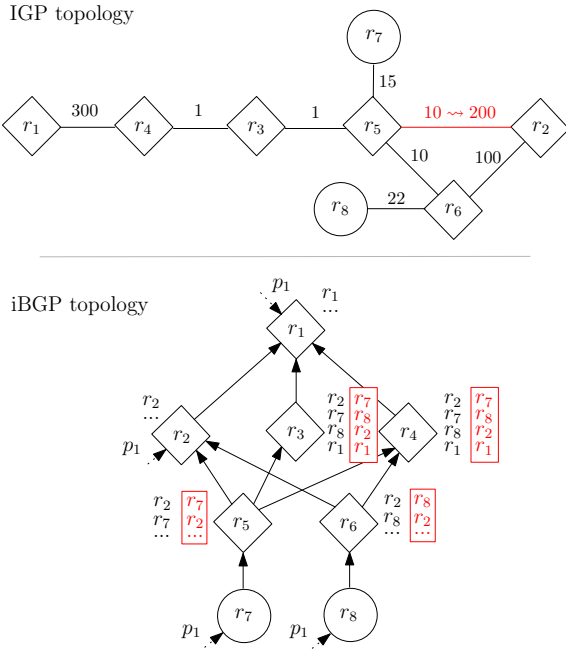 IGP topology
r7
15
r1 300 r4 1 r3 1 r5 10 ⇝ 200 r2
10 100
r8 22 r6
iBGP topology
p1 r1
...
r1
r2
...
p1
r2
r3
r2 r7
r7 r8
r8 r2
r1 r1
r4
r2 r7
r7 r8
r8 r2
r1 r1
r2 r7
r7 r2
... ...
r5
r6
r2 r8
r8 r2
... ...
p1 r7
p1 r8